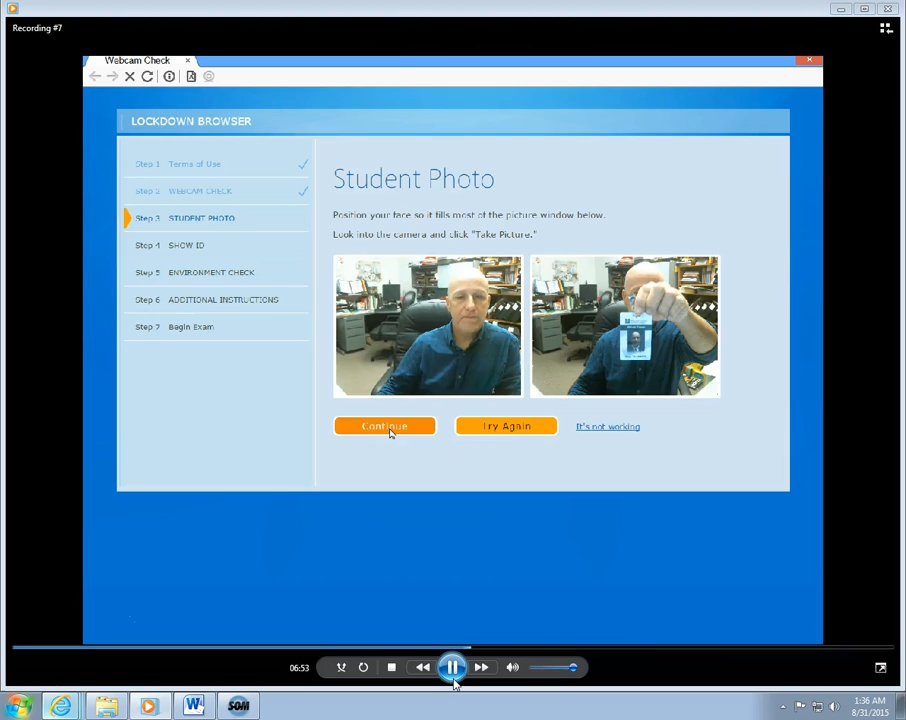 Recording #7
Webcam Check
LOCKDOWN BROWSER
Step 1 Terms of Use
Step 2 WEBCAM CHECK
Step 3 STUDENT PHOTO
Step 4 SHOW ID
Step 5 ENVIRONMENT CHECK
Step 6 ADDITIONAL INSTRUCTIONS
Step 7 Begin Exam
Student Photo
Position your face so it fills most of the picture window below.
Look into the camera and click "Take Picture."
Continue
Try Again
It's not working
06:53
SOM
1:36 AM
8/31/2015